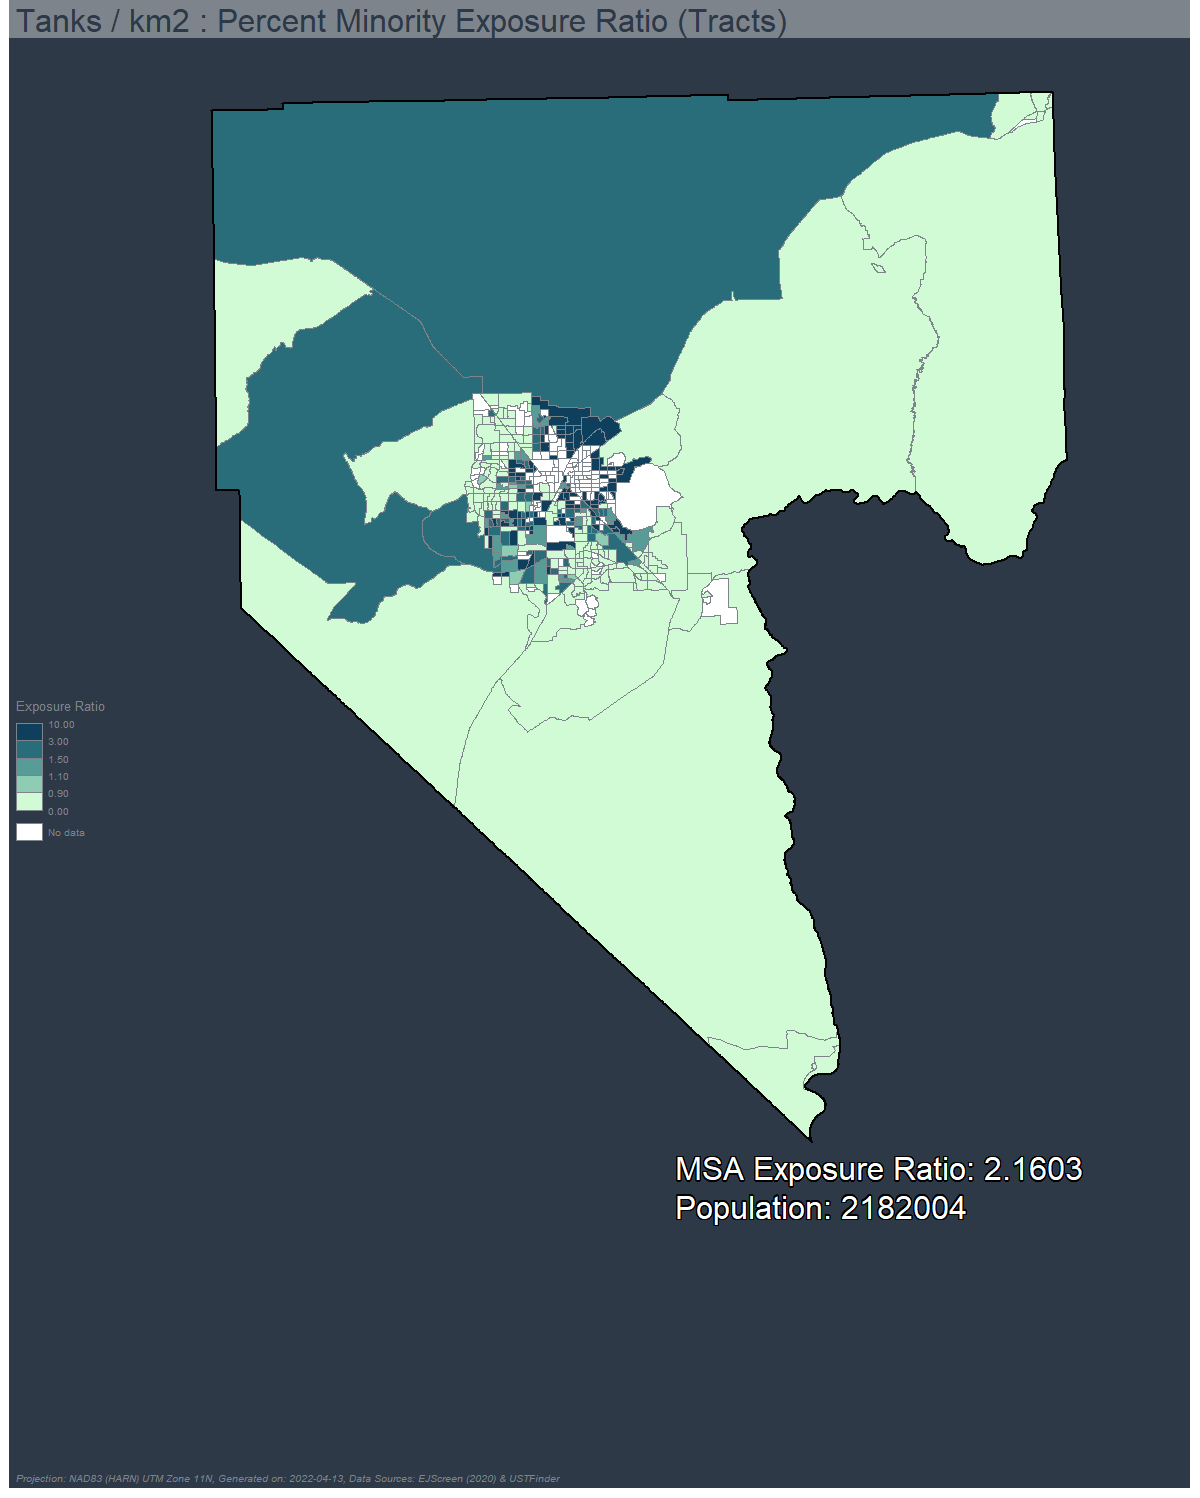 Tanks / km2 : Percent Minority Exposure Ratio (Tracts)
Exposure Ratio
10.00
3.00
1.50
1.10
0.90
0.00
No data
MSA Exposure Ratio: 2.1603
Population: 2182004
Projection: NAD83 (HARN) UTM Zone 11N, Generated on: 2022-04-13, Data Sources: EJScreen (2020) & USTFinder